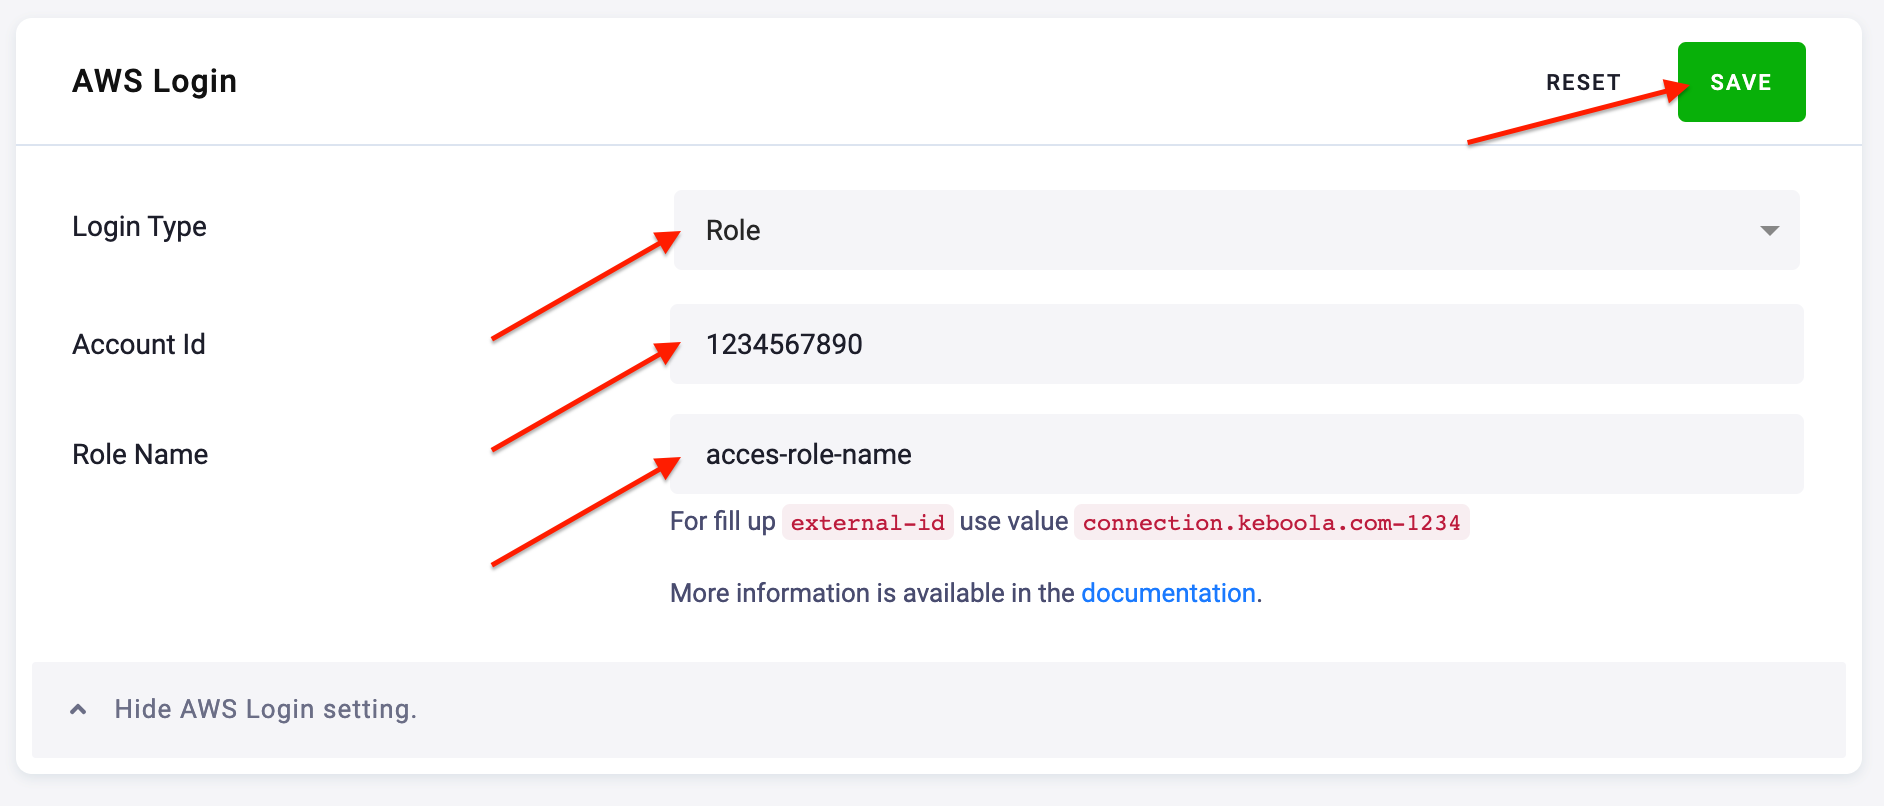 AWS Login
RESET
SAVE
Login Type
Role
Account Id
1234567890
Role Name
acces-role-name
For fill up external-id use value connection.keboola.com-1234
More information is available in the documentation.
Hide AWS Login setting.